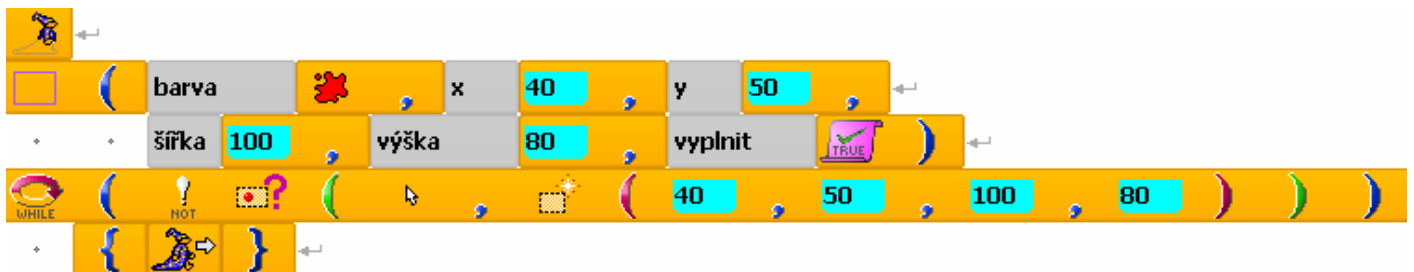 ( barva , x 40 , y 50 ,
šířka 100 , výška 80 , vyplnit TRUE )
WHILE ( NOT ? ( , ( 40 , 50 , 100 , 80 ) ) )
{ }